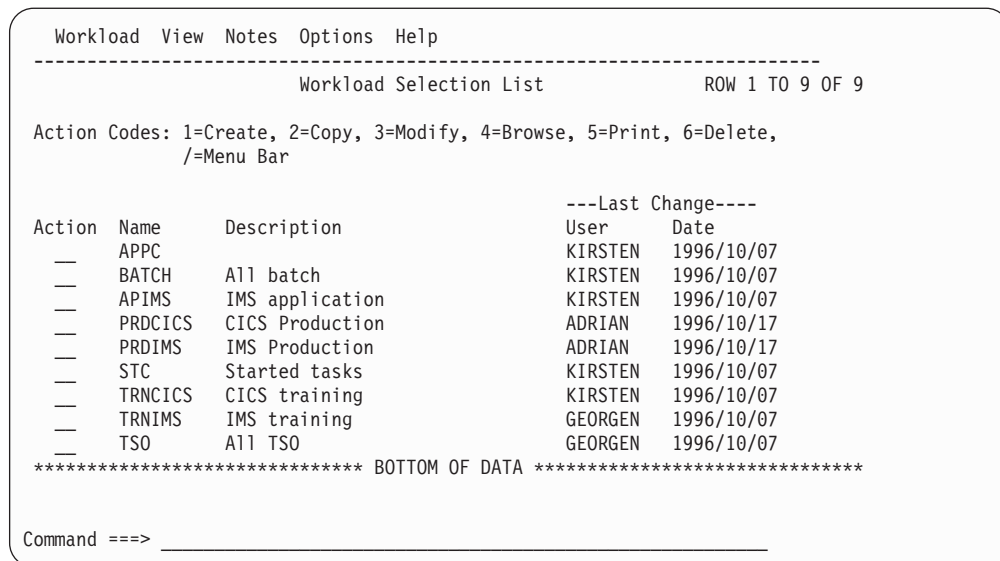 Workload View Notes Options Help
---------------------------------------------------------------------------
Workload Selection List ROW 1 TO 9 OF 9
Action Codes: 1=Create, 2=Copy, 3=Modify, 4=Browse, 5=Print, 6=Delete,
/=Menu Bar
---Last Change----
Action Name Description User Date
__ APPC KIRSTEN 1996/10/07
__ BATCH All batch KIRSTEN 1996/10/07
__ APIMS IMS application KIRSTEN 1996/10/07
__ PRDCICS CICS Production ADRIAN 1996/10/17
__ PRDIMS IMS Production ADRIAN 1996/10/17
__ STC Started tasks KIRSTEN 1996/10/07
__ TRNCICS CICS training KIRSTEN 1996/10/07
__ TRNIMS IMS training GEORGEN 1996/10/07
__ TSO All TSO GEORGEN 1996/10/07
******************************* BOTTOM OF DATA *******************************
Command ===> _________________________________________________________